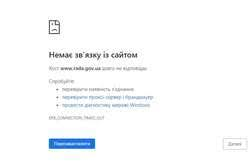 Немає зв'язку із сайтом
Хост www.rada.gov.ua довго не відповідає.
Спробуйте:
• перевірити наявність з'єднання
• перевірити проксі-сервер і брандмауер
• провести діагностику мережі Windows
ERR_CONNECTION_TIMED_OUT
Перезавантажити
Деталі